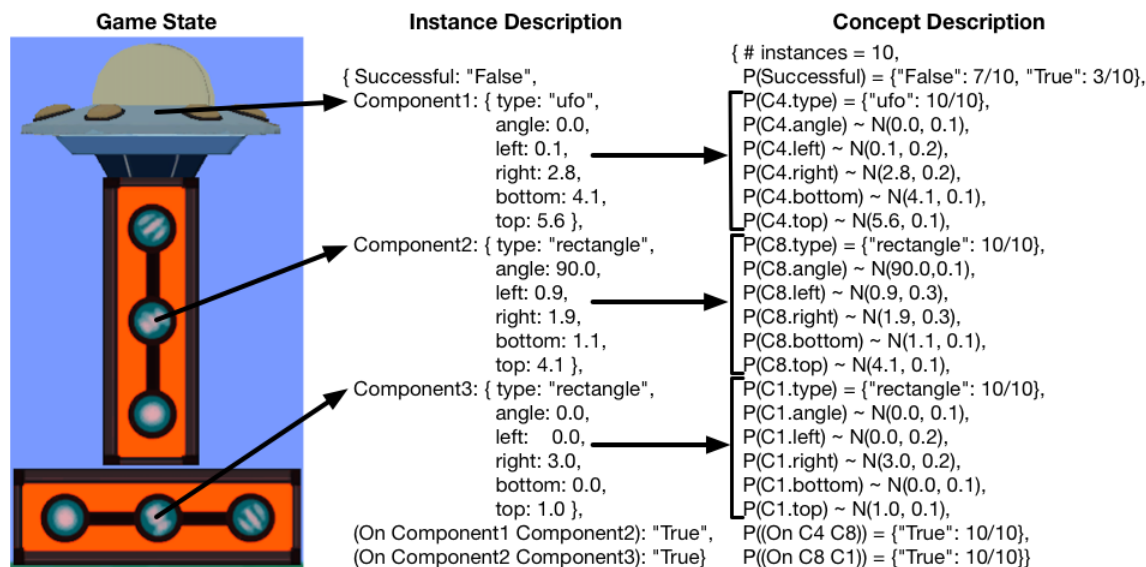 Game State
Instance Description
{ Successful: "False",
Component1: { type: "ufo",
angle: 0.0,
left: 0.1,
right: 2.8,
bottom: 4.1,
top: 5.6 },
Component2: { type: "rectangle",
angle: 90.0,
left: 0.9,
right: 1.9,
bottom: 1.1,
top: 4.1 },
Component3: { type: "rectangle",
angle: 0.0,
left: 0.0,
right: 3.0,
bottom: 0.0,
top: 1.0 },
(On Component1 Component2): "True",
(On Component2 Component3): "True}
Concept Description
{ # instances = 10,
P(Successful) = {"False": 7/10, "True": 3/10},
P(C4.type) = {"ufo": 10/10},
P(C4.angle) ~ N(0.0, 0.1),
P(C4.left) ~ N(0.1, 0.2),
P(C4.right) ~ N(2.8, 0.2),
P(C4.bottom) ~ N(4.1, 0.1),
P(C4.top) ~ N(5.6, 0.1),
P(C8.type) = {"rectangle": 10/10},
P(C8.angle) ~ N(90.0,0.1),
P(C8.left) ~ N(0.9, 0.3),
P(C8.right) ~ N(1.9, 0.3),
P(C8.bottom) ~ N(1.1, 0.1),
P(C8.top) ~ N(4.1, 0.1),
P(C1.type) = {"rectangle": 10/10},
P(C1.angle) ~ N(0.0, 0.1),
P(C1.left) ~ N(0.0, 0.2),
P(C1.right) ~ N(3.0, 0.2),
P(C1.bottom) ~ N(0.0, 0.1),
P(C1.top) ~ N(1.0, 0.1),
P((On C4 C8)) = {"True": 10/10},
P((On C8 C1)) = {"True": 10/10}}